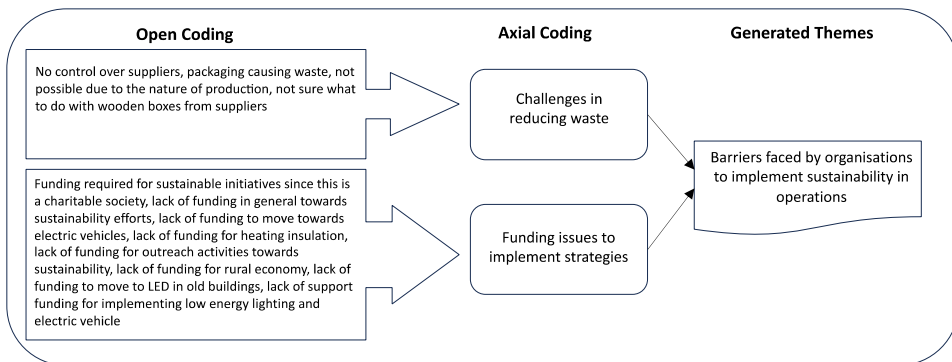 Open Coding
Axial Coding
Generated Themes
No control over suppliers, packaging causing waste, not
possible due to the nature of production, not sure what
to do with wooden boxes from suppliers
Challenges in
reducing waste
Funding required for sustainable initiatives since this is
a charitable society, lack of funding in general towards
sustainability efforts, lack of funding to move towards
electric vehicles, lack of funding for heating insulation,
lack of funding for outreach activities towards
sustainability, lack of funding for rural economy, lack of
funding to move to LED in old buildings, lack of support
funding for implementing low energy lighting and
electric vehicle
Funding issues to
implement strategies
Barriers faced by organisations
to implement sustainability in
operations